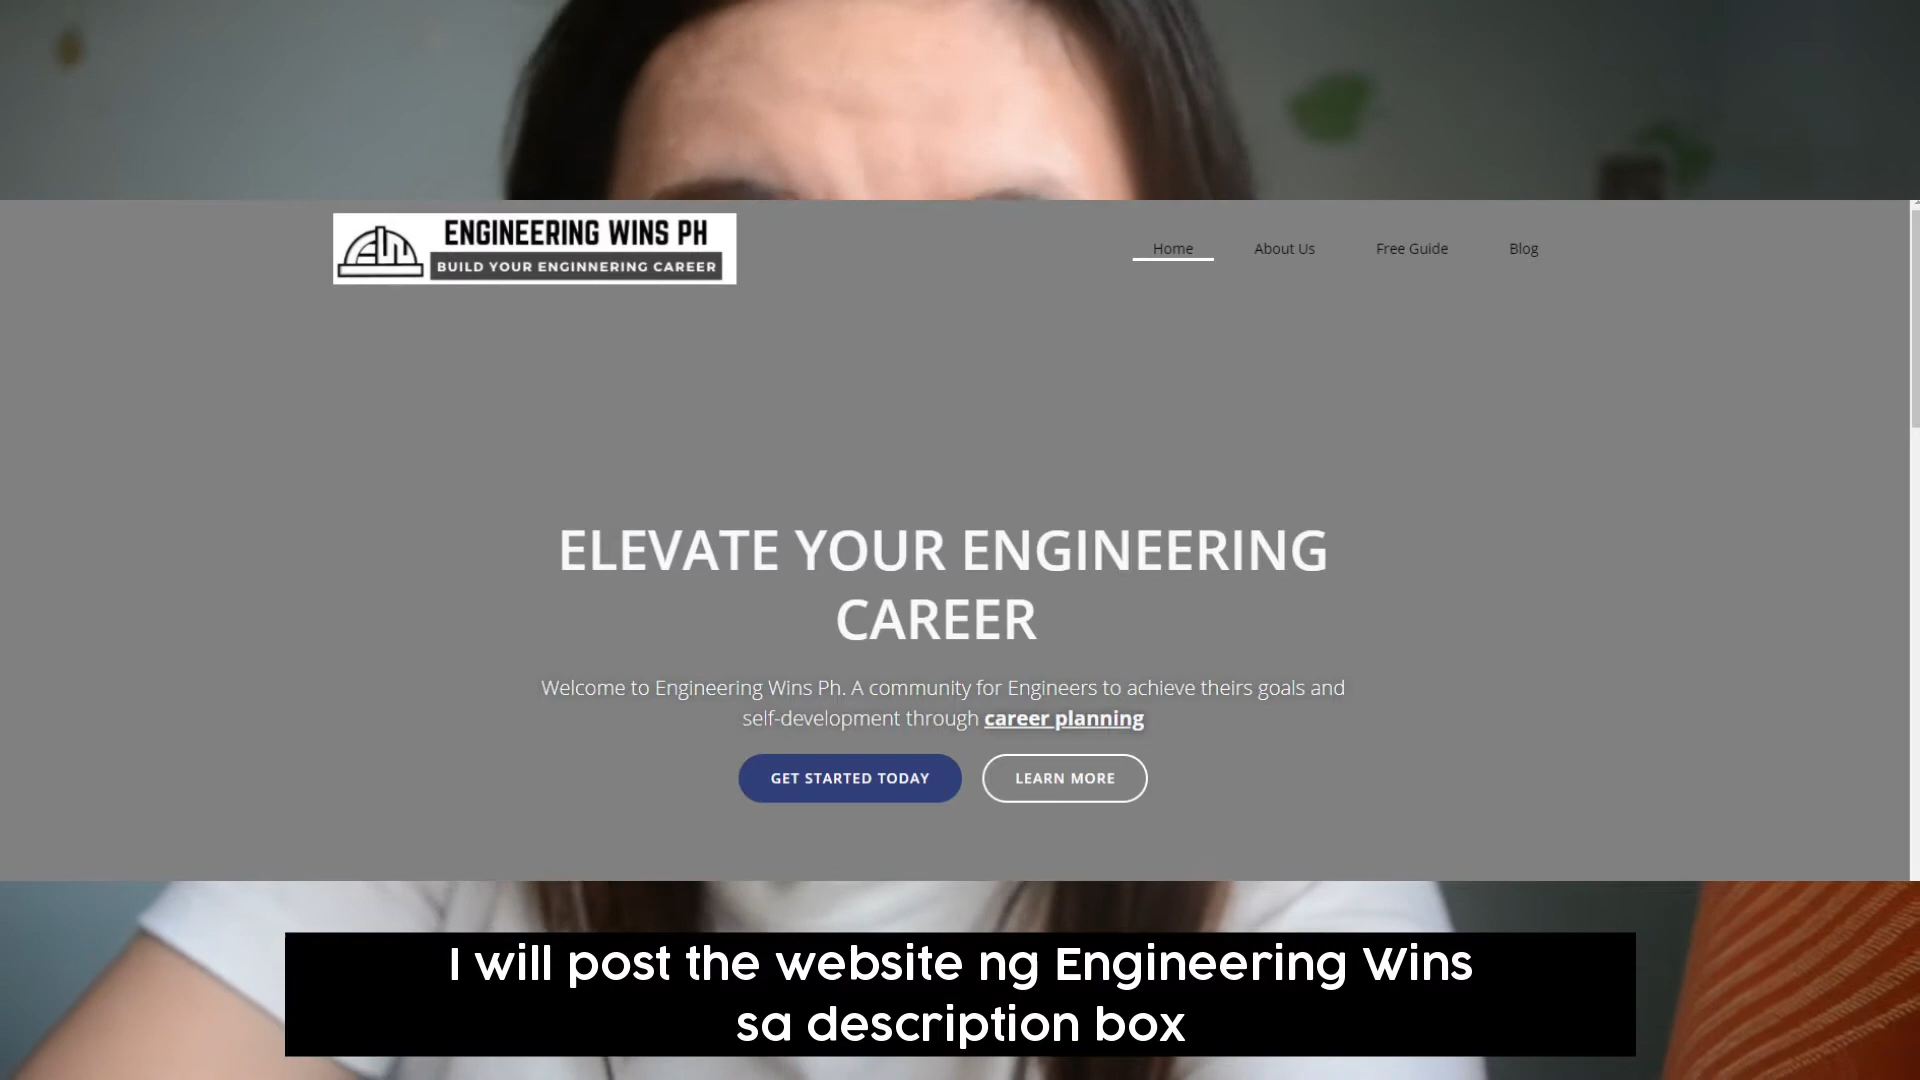 ENGINEERING WINS PH
BUILD YOUR ENGINNERING CAREER
Home About Us Free Guide Blog
ELEVATE YOUR ENGINEERING
CAREER
Welcome to Engineering Wins Ph. A community for Engineers to achieve theirs goals and
self-development through career planning
GET STARTED TODAY LEARN MORE
I will post the website ng Engineering Wins
sa description box